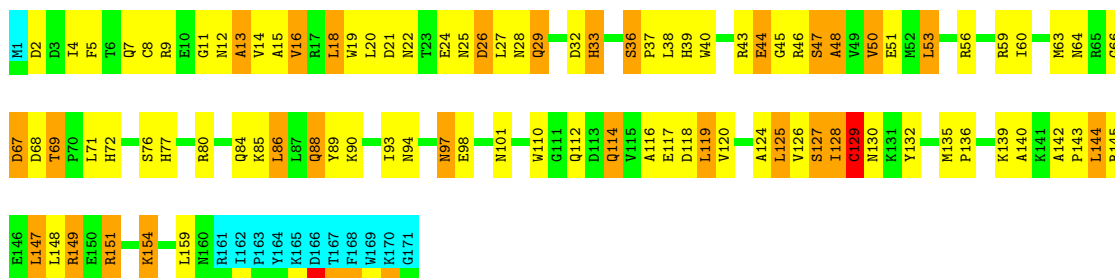 M1 D2 D3 I4 F5 T6 Q7 C8 R9 E10 G11 N12 A13 V14 A15 V16 R17 L18 W19 L20 D21 N22 T23 E24 N25 D26 L27 N28 Q29 D32 H33 S36 P37 L38 H39 W40 R43 E44 G45 R46 S47 A48 V49 V50 E51 M52 L53 R56 R59 I60 M63 N64 R65 G66
D67 D68 T69 P70 L71 H72 S76 H77 R80 Q84 K85 L86 L87 Q88 Y89 K90 I93 N94 N97 E98 N101 W110 G111 Q112 D113 Q114 V115 A116 E117 D118 L119 V120 A124 L125 V126 S127 I128 C129 N130 K131 Y132 M135 P136 K139 A140 K141 A142 P143 L144 R145
E146 L147 L148 R149 E150 R151 K154 L159 N160 R161 I162 P163 Y164 K165 D166 T167 F168 W169 K170 G171